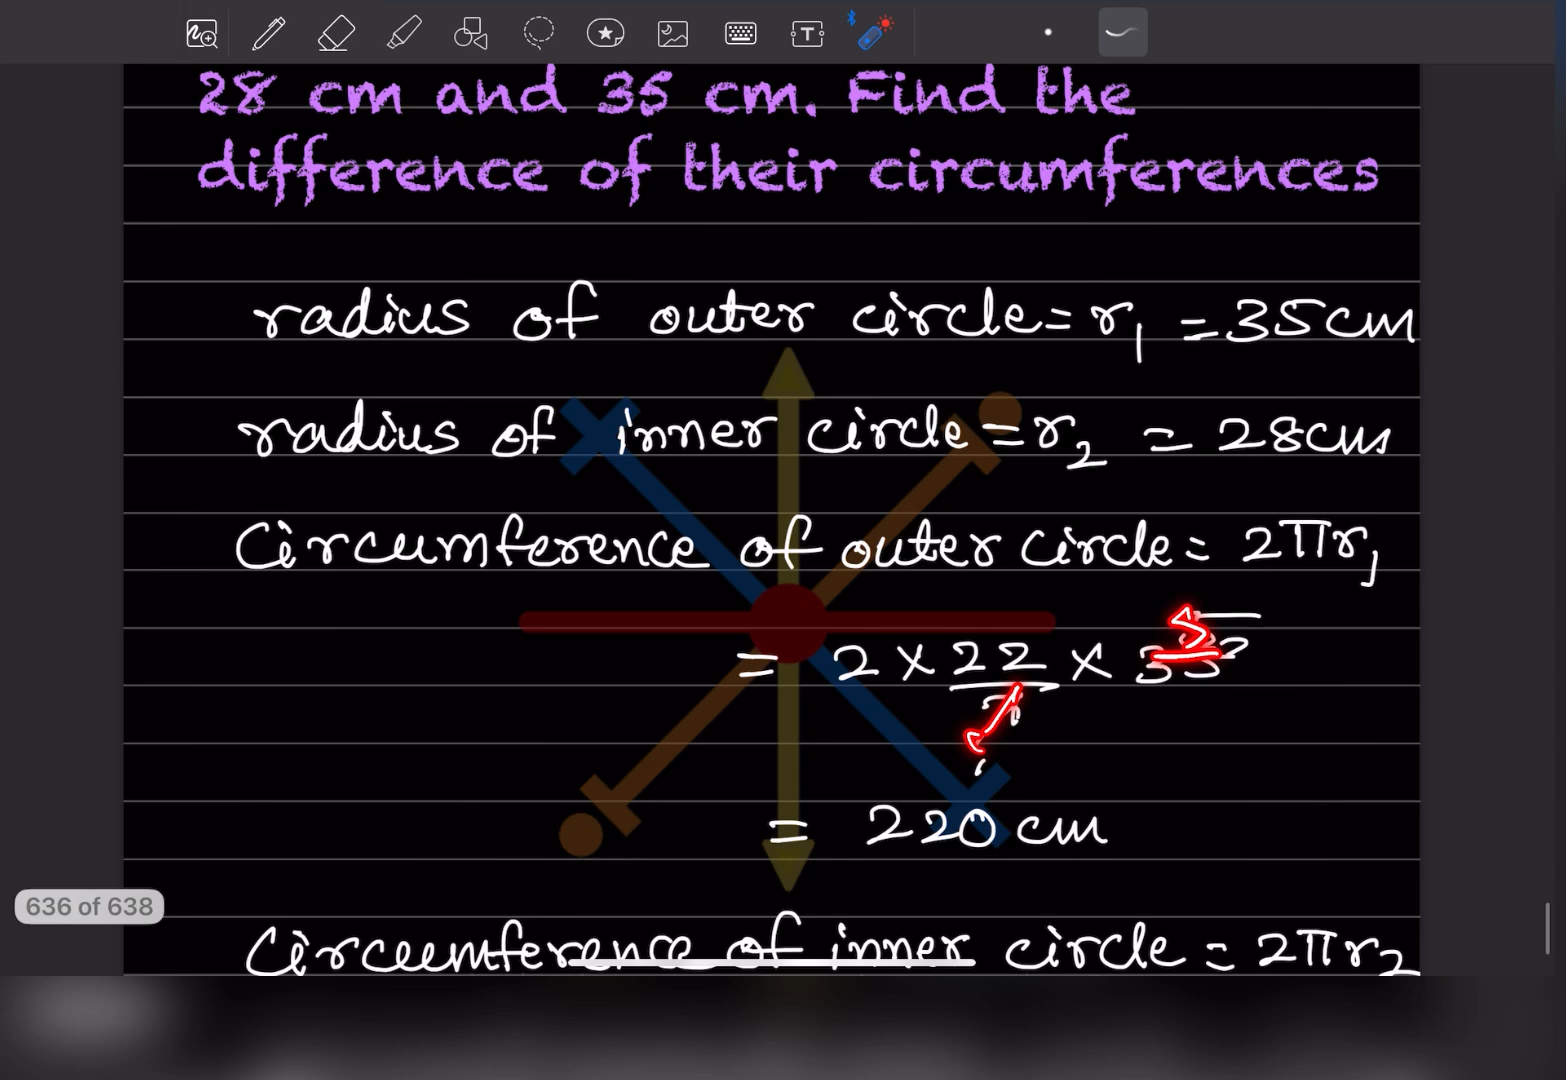 28 cm and 35 cm. Find the
difference of their circumferences
radius of outer circle = r₁ = 35cm
radius of inner circle = r₂ = 28cm
Circumference of outer circle = 2πr₁
= 2 × 22/7 × 35
= 220 cm
Circumference of inner circle = 2πr₂
636 of 638